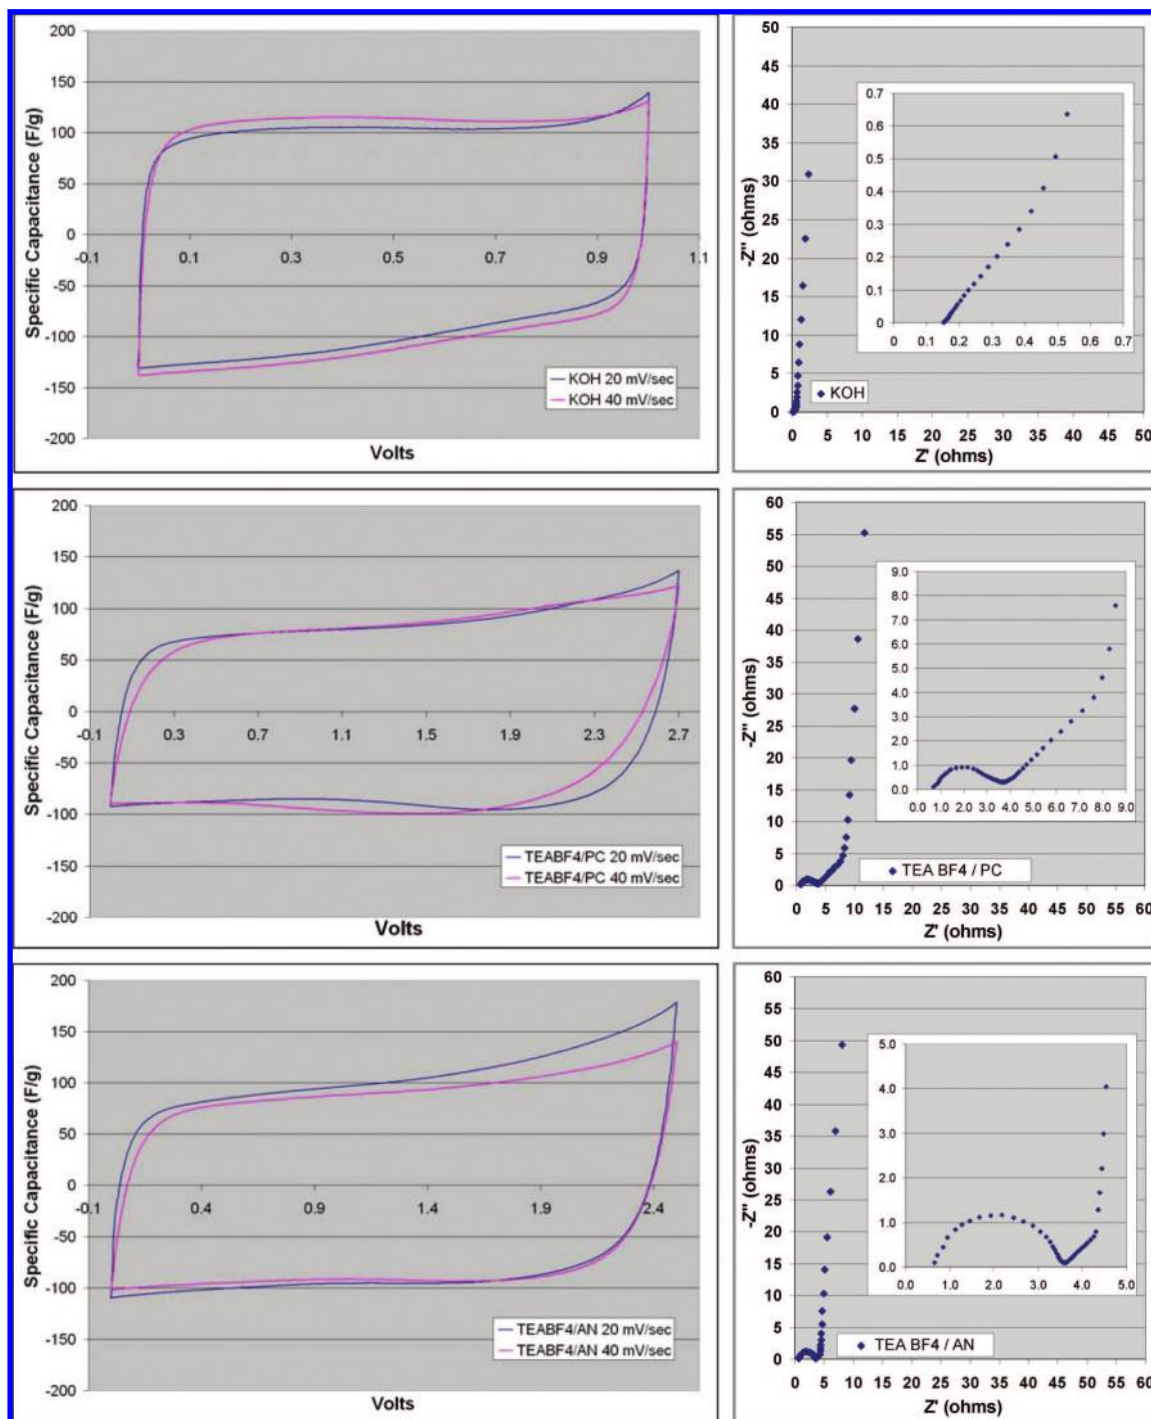 200
150
100
50
0
-50
-100
-150
-200
-0.1 0.1 0.3 0.5 0.7 0.9 1.1
Specific Capacitance (F/g)
Volts
KOH 20 mV/sec
KOH 40 mV/sec
50
45
40
35
30
25
20
15
10
5
0
0 5 10 15 20 25 30 35 40 45 50
-Z'' (ohms)
Z' (ohms)
KOH
0.7
0.6
0.5
0.4
0.3
0.2
0.1
0
0 0.1 0.2 0.3 0.4 0.5 0.6 0.7
200
150
100
50
0
-50
-100
-150
-200
-0.1 0.3 0.7 1.1 1.5 1.9 2.3 2.7
Specific Capacitance (F/g)
Volts
TEABF4/PC 20 mV/sec
TEABF4/PC 40 mV/sec
60
55
50
45
40
35
30
25
20
15
10
5
0
0 5 10 15 20 25 30 35 40 45 50 55 60
-Z'' (ohms)
Z' (ohms)
TEA BF4 / PC
9.0
8.0
7.0
6.0
5.0
4.0
3.0
2.0
1.0
0.0
0.0 1.0 2.0 3.0 4.0 5.0 6.0 7.0 8.0 9.0
200
150
100
50
0
-50
-100
-150
-200
-0.1 0.4 0.9 1.4 1.9 2.4
Specific Capacitance (F/g)
Volts
TEABF4/AN 20 mV/sec
TEABF4/AN 40 mV/sec
60
55
50
45
40
35
30
25
20
15
10
5
0
0 5 10 15 20 25 30 35 40 45 50 55 60
-Z'' (ohms)
Z' (ohms)
TEA BF4 / AN
5.0
4.0
3.0
2.0
1.0
0.0
0.0 1.0 2.0 3.0 4.0 5.0